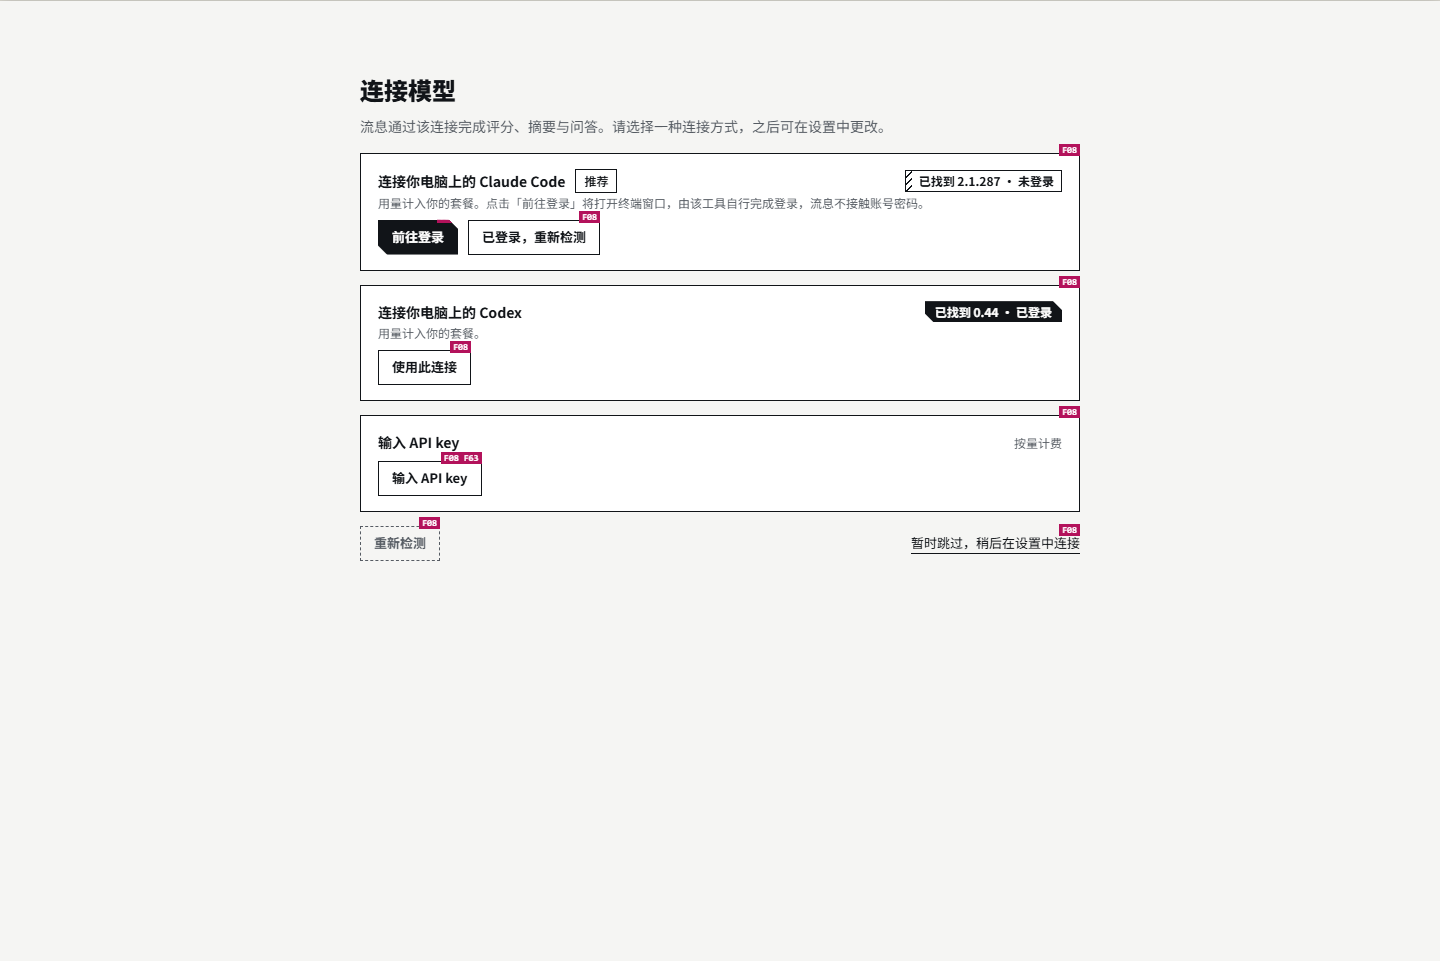 连接模型
流息通过该连接完成评分、摘要与问答。请选择一种连接方式，之后可在设置中更改。
F08
连接你电脑上的 Claude Code 推荐 已找到 2.1.287 · 未登录
用量计入你的套餐。点击「前往登录」将打开终端窗口，由该工具自行完成登录，流息不接触账号密码。
F08
前往登录 已登录，重新检测
F08
连接你电脑上的 Codex 已找到 0.44 · 已登录
用量计入你的套餐。
F08
使用此连接
F08
输入 API key 按量计费
F08 F63
输入 API key
F08 F08
重新检测 暂时跳过，稍后在设置中连接